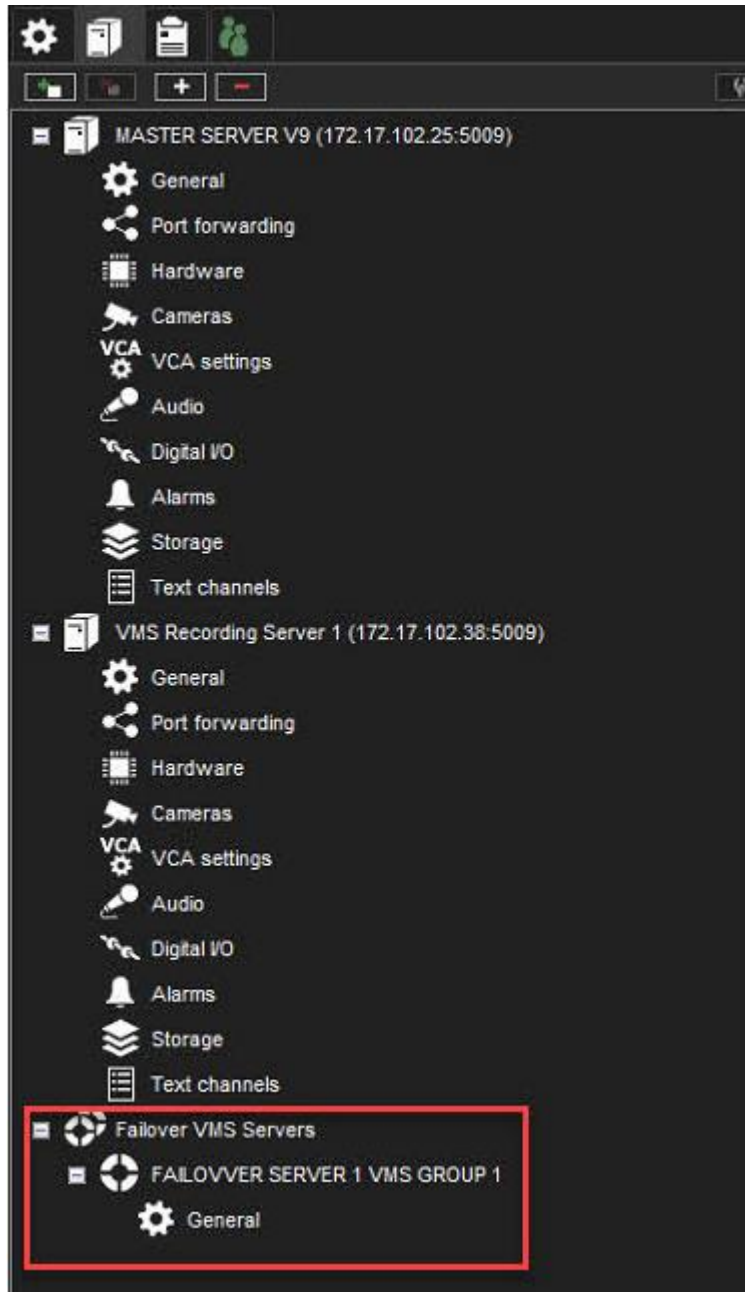 MASTER SERVER V9 (172.17.102.25:5009)
General
Port forwarding
Hardware
Cameras
VCA
VCA settings
Audio
Digital I/O
Alarms
Storage
Text channels
VMS Recording Server 1 (172.17.102.38:5009)
General
Port forwarding
Hardware
Cameras
VCA
VCA settings
Audio
Digital I/O
Alarms
Storage
Text channels
Failover VMS Servers
FAILOVVER SERVER 1 VMS GROUP 1
General